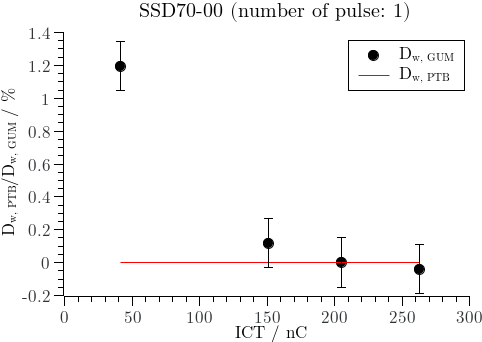 SSD70-00 (number of pulse: 1)
D_w, PTB/D_w, GUM / %
1.4
1.2
1
0.8
0.6
0.4
0.2
0
-0.2
D_w, GUM
D_w, PTB
0 50 100 150 200 250 300
ICT / nC